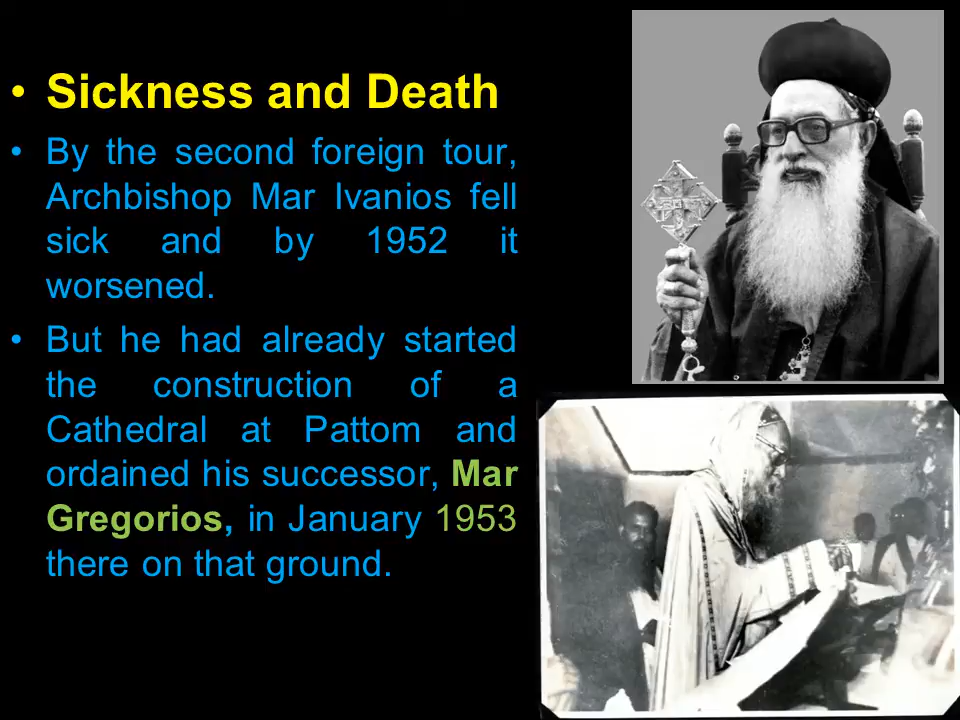 • Sickness and Death
• By the second foreign tour,
Archbishop Mar Ivanios fell
sick and by 1952 it
worsened.
• But he had already started
the construction of a
Cathedral at Pattom and
ordained his successor, Mar
Gregorios, in January 1953
there on that ground.